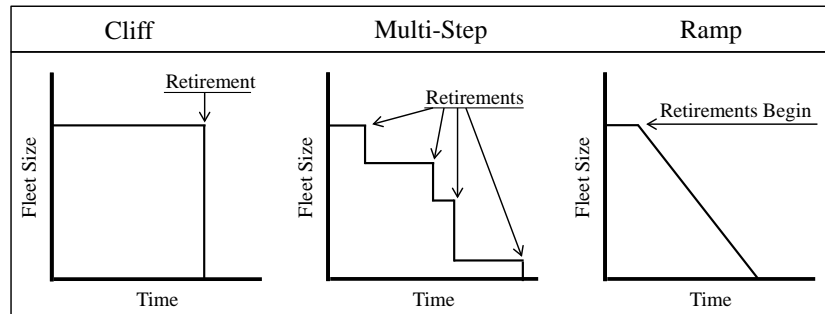 Cliff
Multi-Step
Ramp
Retirement
Fleet Size
Time
Retirements
Fleet Size
Time
Retirements Begin
Fleet Size
Time